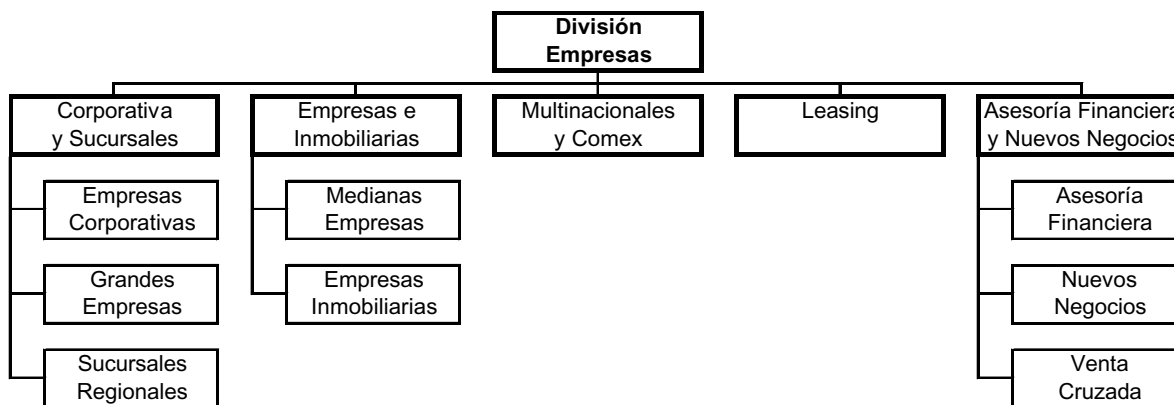 División
Empresas
Corporativa
y Sucursales
Empresas e
Inmobiliarias
Multinacionales
y Comex
Leasing
Asesoría Financiera
y Nuevos Negocios
Empresas
Corporativas
Grandes
Empresas
Sucursales
Regionales
Medianas
Empresas
Empresas
Inmobiliarias
Asesoría
Financiera
Nuevos
Negocios
Venta
Cruzada